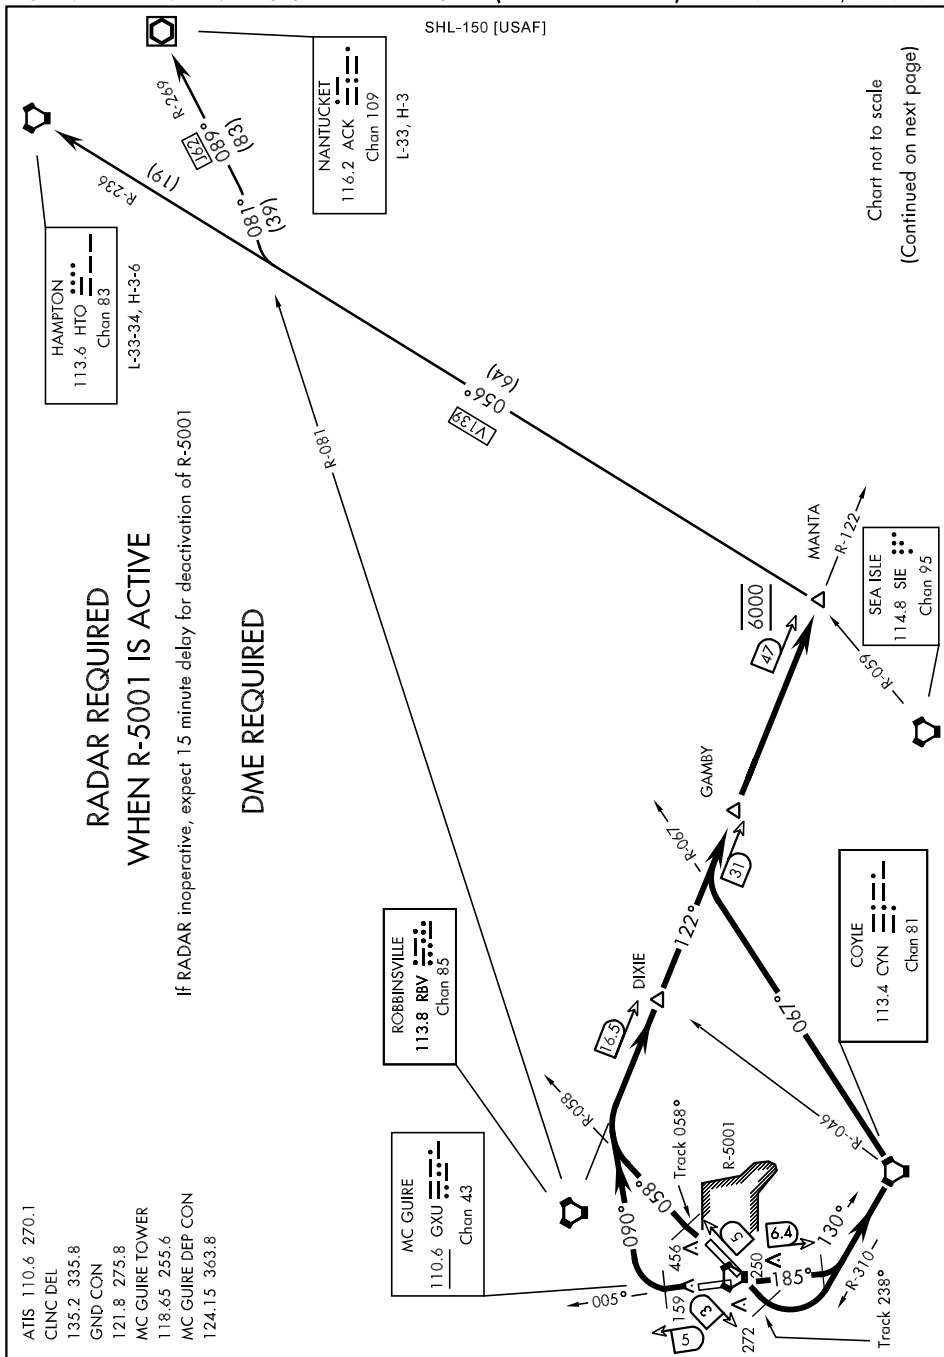 SHL-150 [USAF]
ATIS 110.6 270.1
CLNC DEL
135.2 335.8
GND CON
121.8 275.8
MC GUIRE TOWER
118.65 255.6
MC GUIRE DEP CON
124.15 363.8
RADAR REQUIRED
WHEN R-5001 IS ACTIVE
If RADAR inoperative, expect 15 minute delay for deactivation of R-5001
DME REQUIRED
HAMPTON
113.6 HTO
Chan 83
L-33-34, H-3-6
NANTUCKET
116.2 ACK
Chan 109
L-33, H-3
R-236
(19)
R-269
J62
089°
(83)
081°
(39)
R-081
V139
056°
(64)
Chart not to scale
(Continued on next page)
MANTA
6000
47
R-122
R-059
SEA ISLE
114.8 SIE
Chan 95
GAMBY
31
R-067
122°
DIXIE
16.5
R-058
ROBBINSVILLE
113.8 RBV
Chan 85
MC GUIRE
110.6 GXU
Chan 43
COYLE
113.4 CYN
Chan 81
067°
R-046
Track 058°
R-5001
058°
090°
005°
456
159
5
3
5
6.4
250
272
185°
130°
R-310
Track 238°